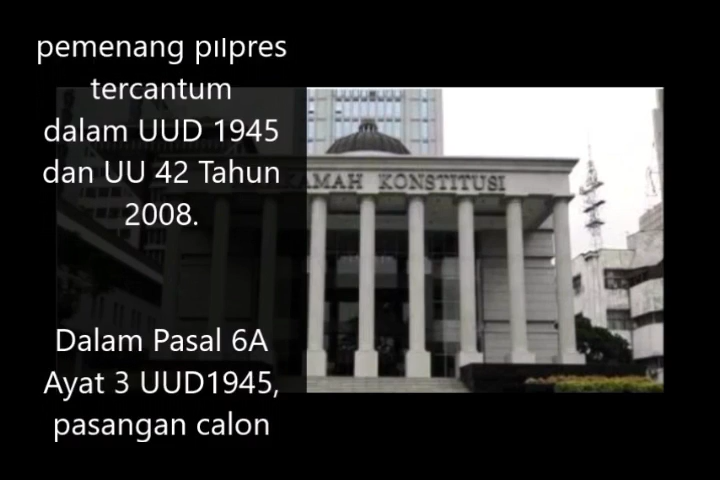 pemenang pilpres
tercantum
dalam UUD 1945
dan UU 42 Tahun
2008.
KAMAH KONSTITUSI
Dalam Pasal 6A
Ayat 3 UUD1945,
pasangan calon